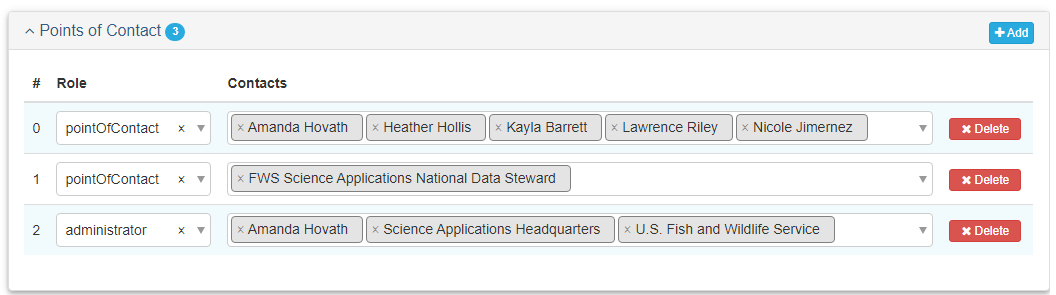 Points of Contact 3
+ Add
# Role Contacts
0 pointOfContact × × Amanda Hovath × Heather Hollis × Kayla Barrett × Lawrence Riley × Nicole Jimernez × Delete
1 pointOfContact × × FWS Science Applications National Data Steward × Delete
2 administrator × × Amanda Hovath × Science Applications Headquarters × U.S. Fish and Wildlife Service × Delete